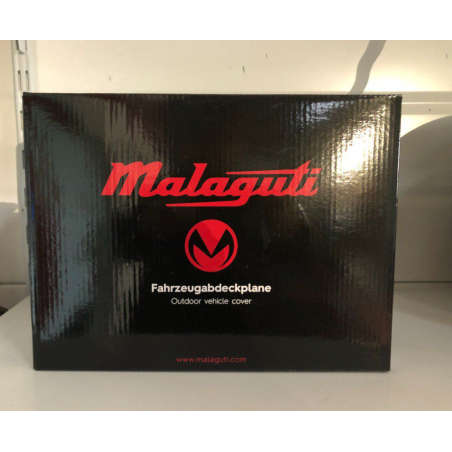 Malaguti
Fahrzeugabdeckplane
Outdoor vehicle cover
www.malaguti.com